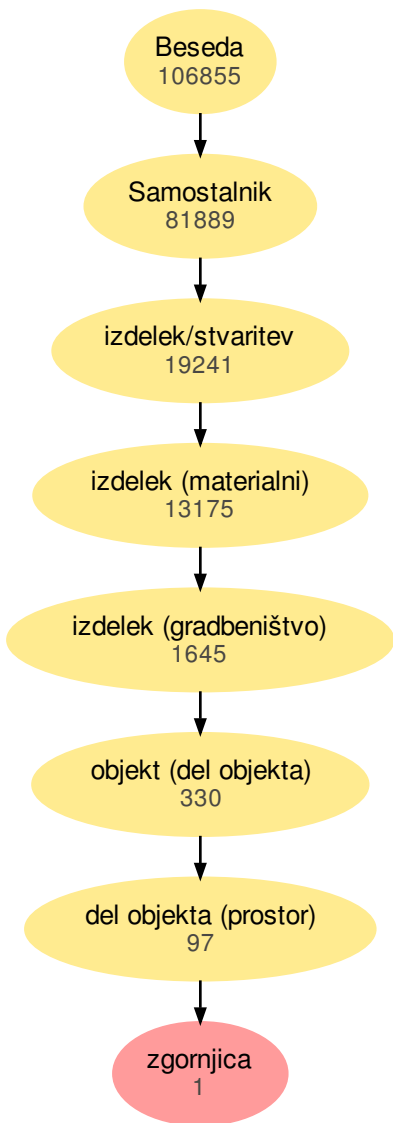 Beseda
106855
Samostalnik
81889
izdelek/stvaritev
19241
izdelek (materialni)
13175
izdelek (gradbeništvo)
1645
objekt (del objekta)
330
del objekta (prostor)
97
zgornjica
1